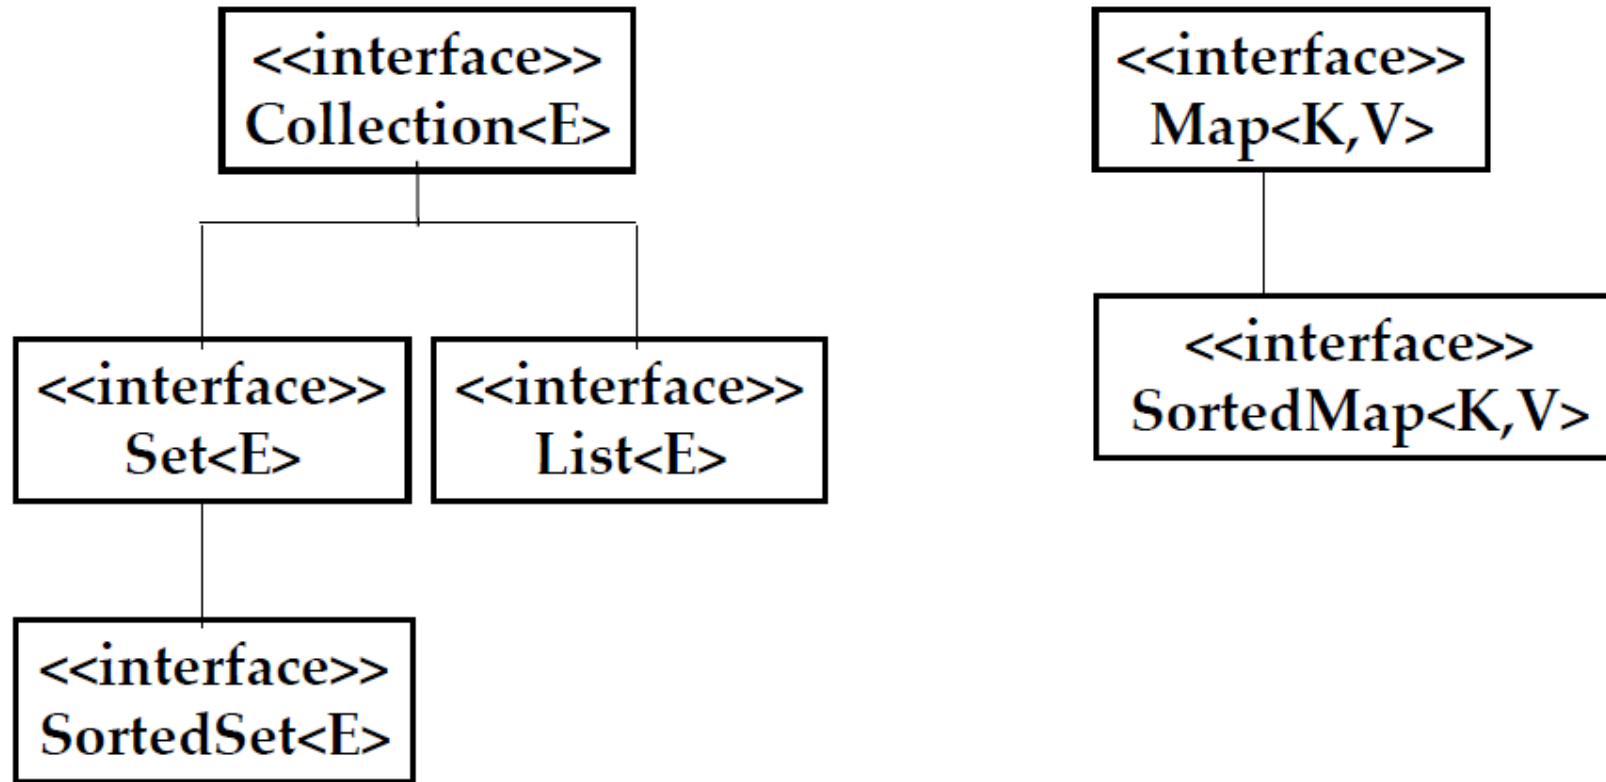 <<interface>>
Collection<E>
<<interface>>
Map<K,V>
<<interface>>
Set<E>
<<interface>>
List<E>
<<interface>>
SortedMap<K,V>
<<interface>>
SortedSet<E>